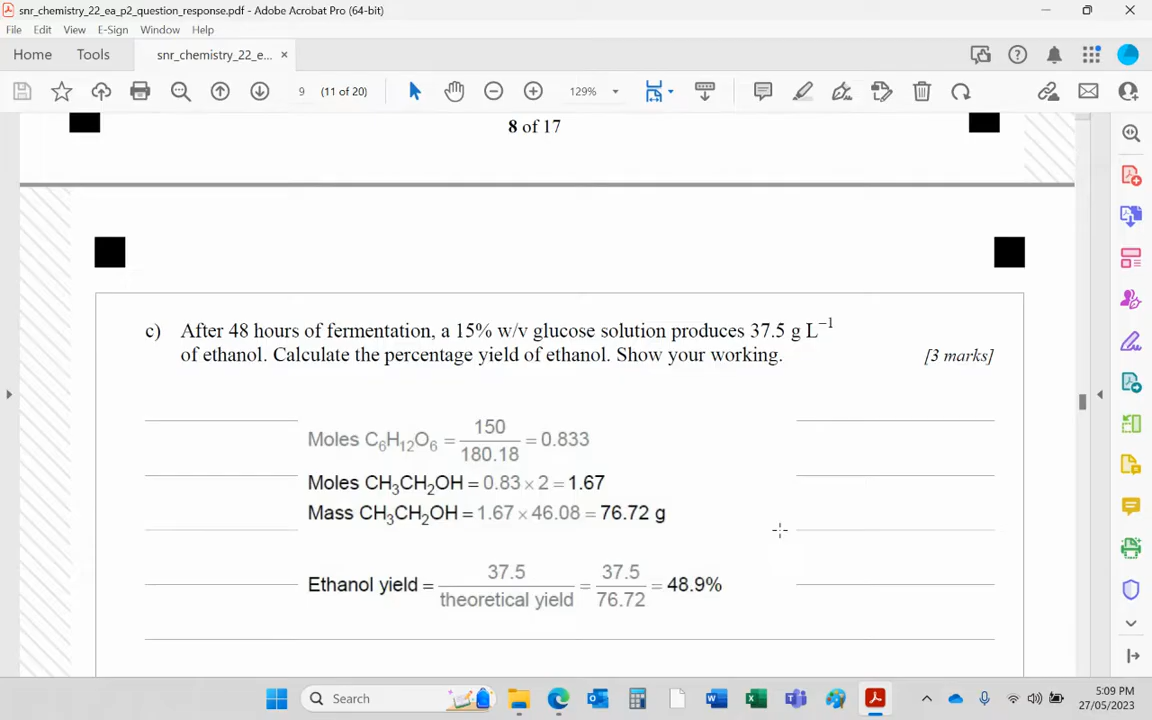 snr_chemistry_22_ea_p2_question_response.pdf - Adobe Acrobat Pro (64-bit)
File Edit View E-Sign Window Help
Home Tools snr_chemistry_22_e... ×
9 (11 of 20) 129%
8 of 17
c) After 48 hours of fermentation, a 15% w/v glucose solution produces 37.5 g L⁻¹
of ethanol. Calculate the percentage yield of ethanol. Show your working. [3 marks]
Moles C₆H₁₂O₆ = 150/180.18 = 0.833
Moles CH₃CH₂OH = 0.83 × 2 = 1.67
Mass CH₃CH₂OH = 1.67 × 46.08 = 76.72 g
Ethanol yield = 37.5/theoretical yield = 37.5/76.72 = 48.9%
Search
5:09 PM
27/05/2023